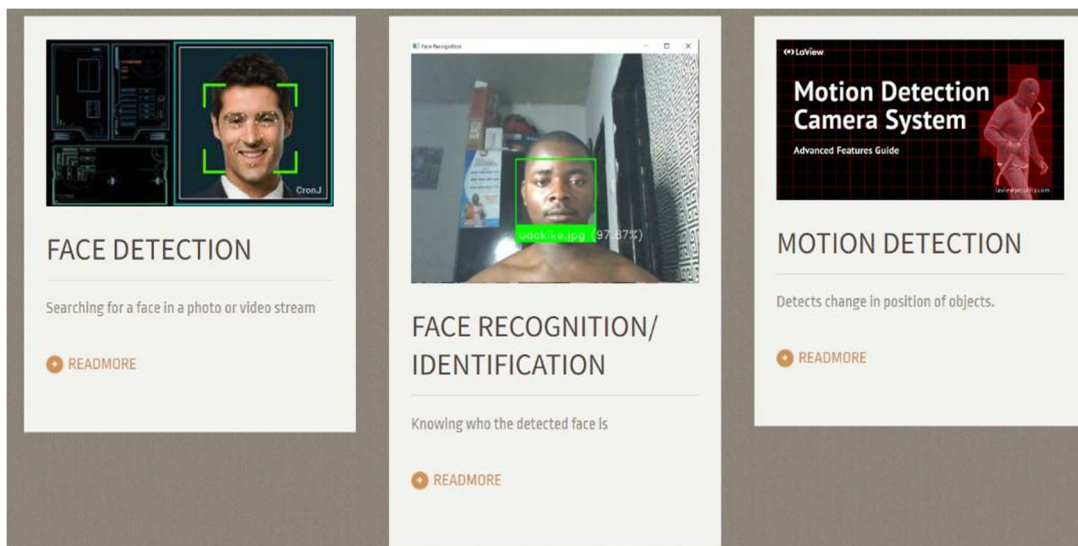 CronJ
FACE DETECTION
Searching for a face in a photo or video stream
READMORE
Face Recognition
udokike.jpg (97.87%)
FACE RECOGNITION/
IDENTIFICATION
Knowing who the detected face is
READMORE
LaView
Motion Detection
Camera System
Advanced Features Guide
laviewsecurity.com
MOTION DETECTION
Detects change in position of objects.
READMORE